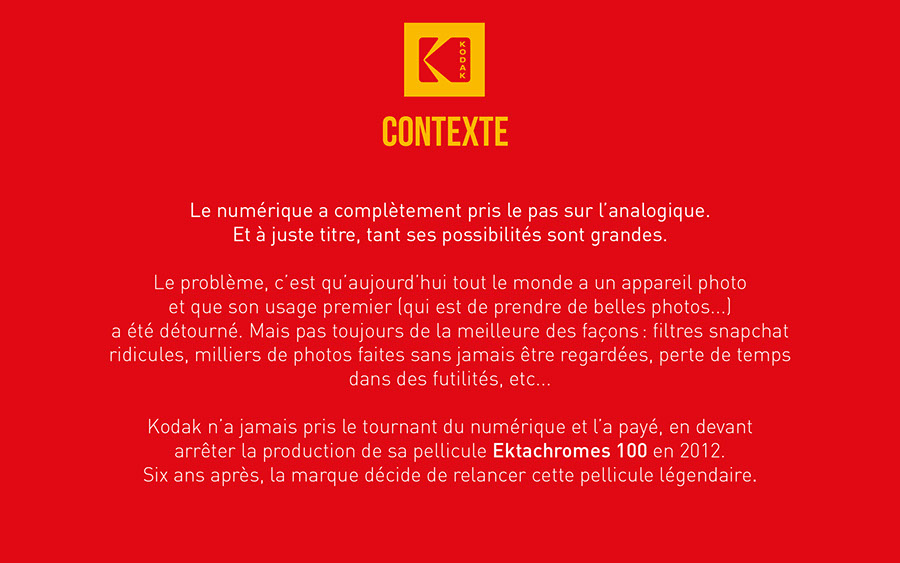 KODAK
CONTEXTE
Le numérique a complètement pris le pas sur l’analogique.
Et à juste titre, tant ses possibilités sont grandes.
Le problème, c’est qu’aujourd’hui tout le monde a un appareil photo
et que son usage premier (qui est de prendre de belles photos...)
a été détourné. Mais pas toujours de la meilleure des façons : filtres snapchat
ridicules, milliers de photos faites sans jamais être regardées, perte de temps
dans des futilités, etc...
Kodak n’a jamais pris le tournant du numérique et l’a payé, en devant
arrêter la production de sa pellicule Ektachromes 100 en 2012.
Six ans après, la marque décide de relancer cette pellicule légendaire.